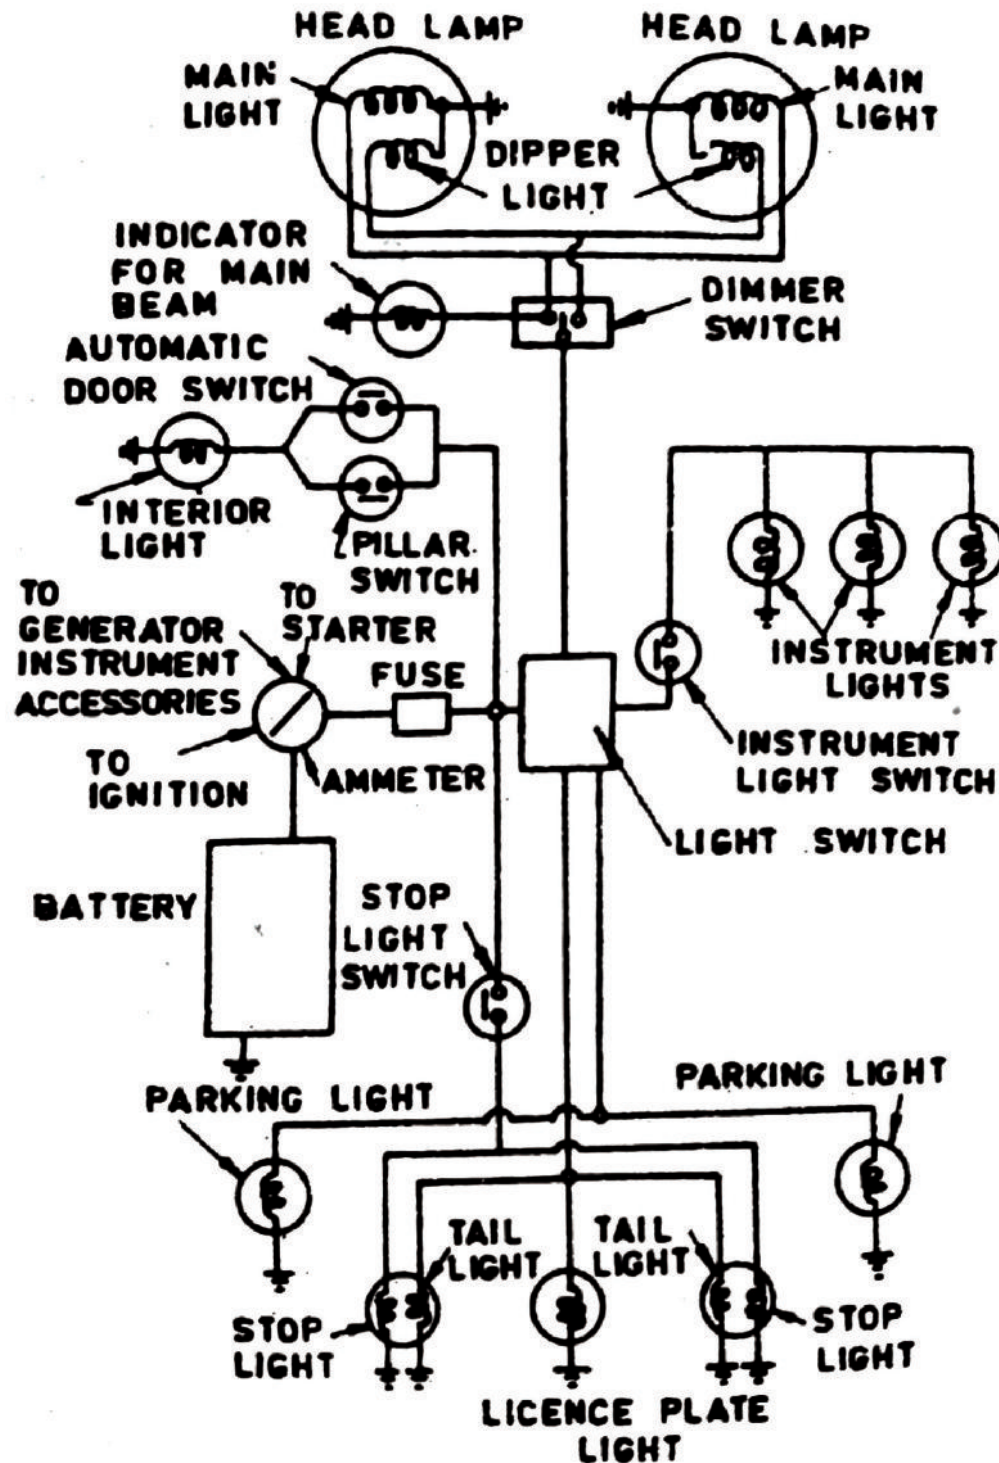 HEAD LAMP
HEAD LAMP
MAIN
LIGHT
MAIN
LIGHT
DIPPER
LIGHT
INDICATOR
FOR MAIN
BEAM
DIMMER
SWITCH
AUTOMATIC
DOOR SWITCH
INTERIOR
LIGHT
PILLAR
SWITCH
TO
GENERATOR
INSTRUMENT
ACCESSORIES
TO
STARTER
FUSE
INSTRUMENT
LIGHTS
TO
IGNITION
AMMETER
INSTRUMENT
LIGHT SWITCH
LIGHT SWITCH
BATTERY
STOP
LIGHT
SWITCH
PARKING LIGHT
PARKING LIGHT
TAIL
LIGHT
TAIL
LIGHT
STOP
LIGHT
STOP
LIGHT
LICENCE PLATE
LIGHT